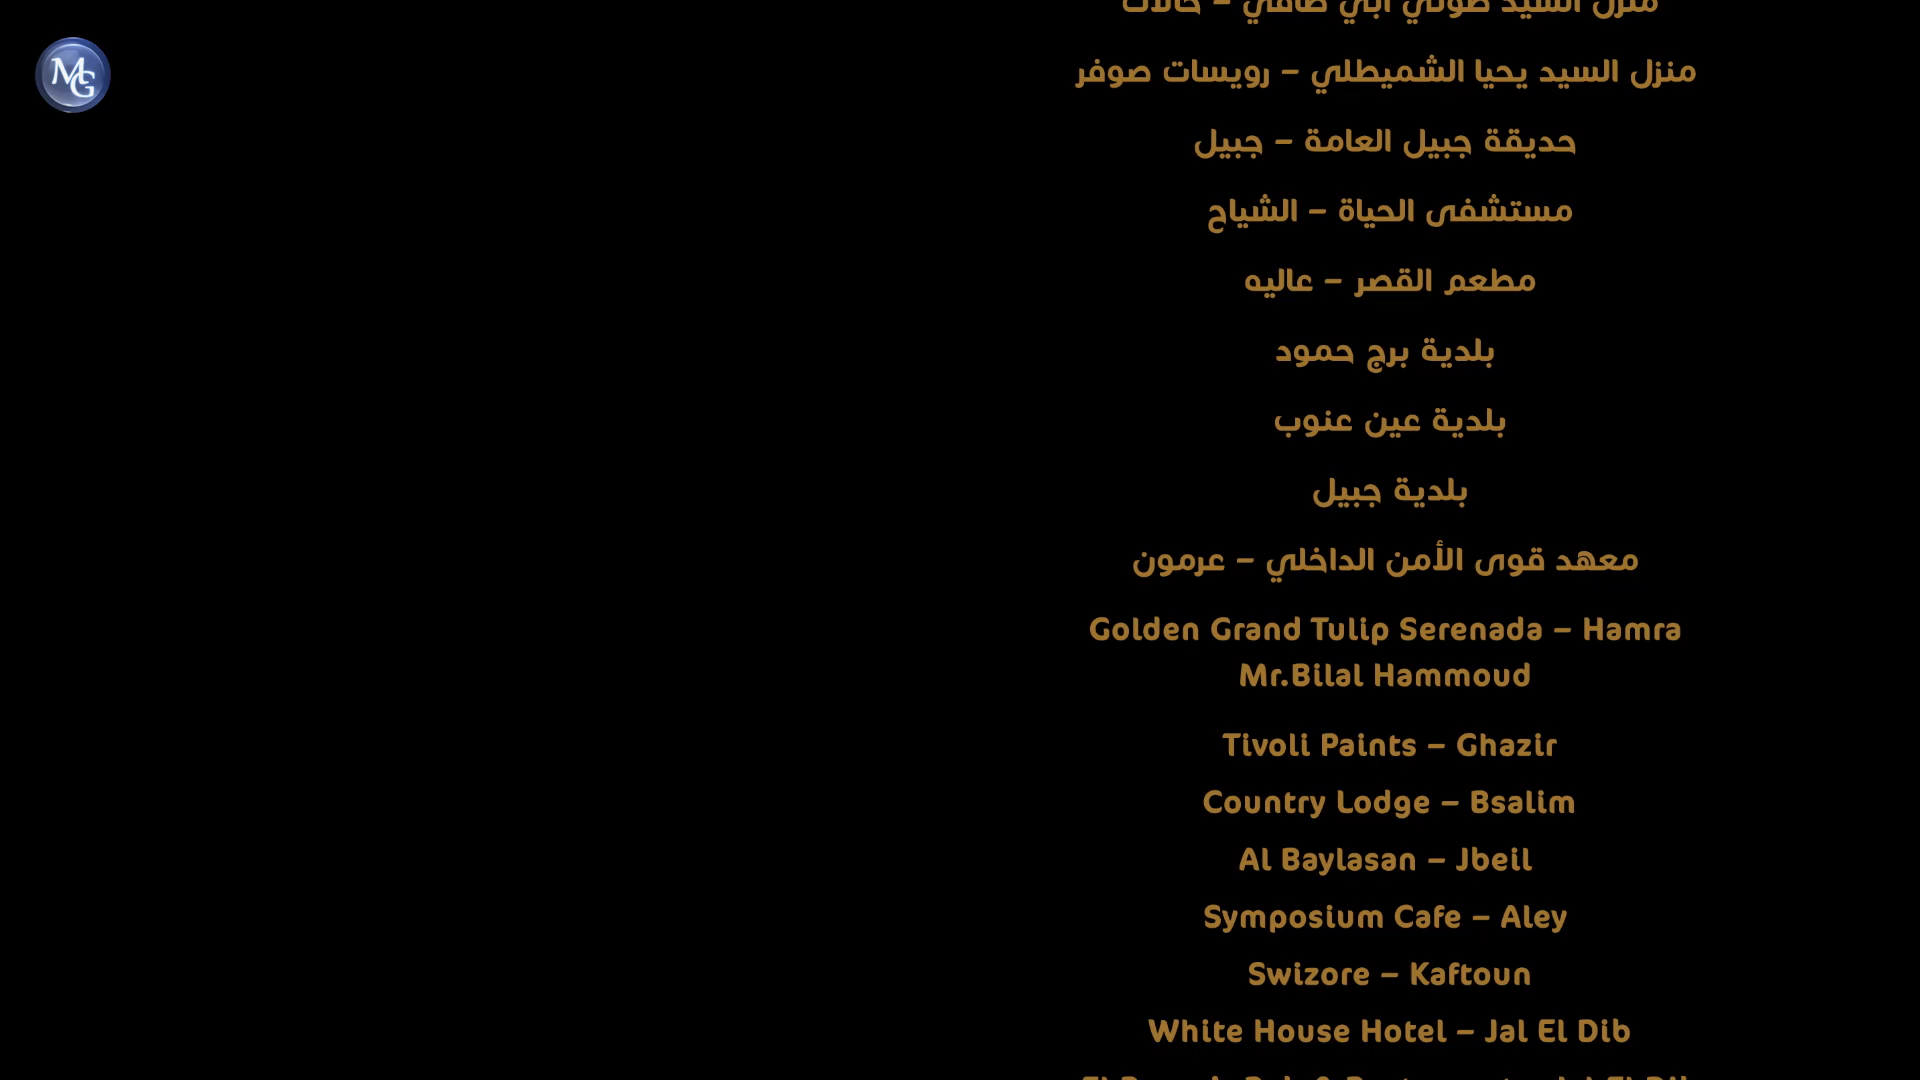 MG
منزل السيد يحيا الشميطلي – رويسات صوفر
حديقة جبيل العامة – جبيل
مستشفى الحياة – الشياح
مطعم القصر – عاليه
بلدية برج حمود
بلدية عين عنوب
بلدية جبيل
معهد قوى الأمن الداخلي – عرمون
Golden Grand Tulip Serenada – Hamra
Mr.Bilal Hammoud
Tivoli Paints – Ghazir
Country Lodge – Bsalim
Al Baylasan – Jbeil
Symposium Cafe – Aley
Swizore – Kaftoun
White House Hotel – Jal El Dib